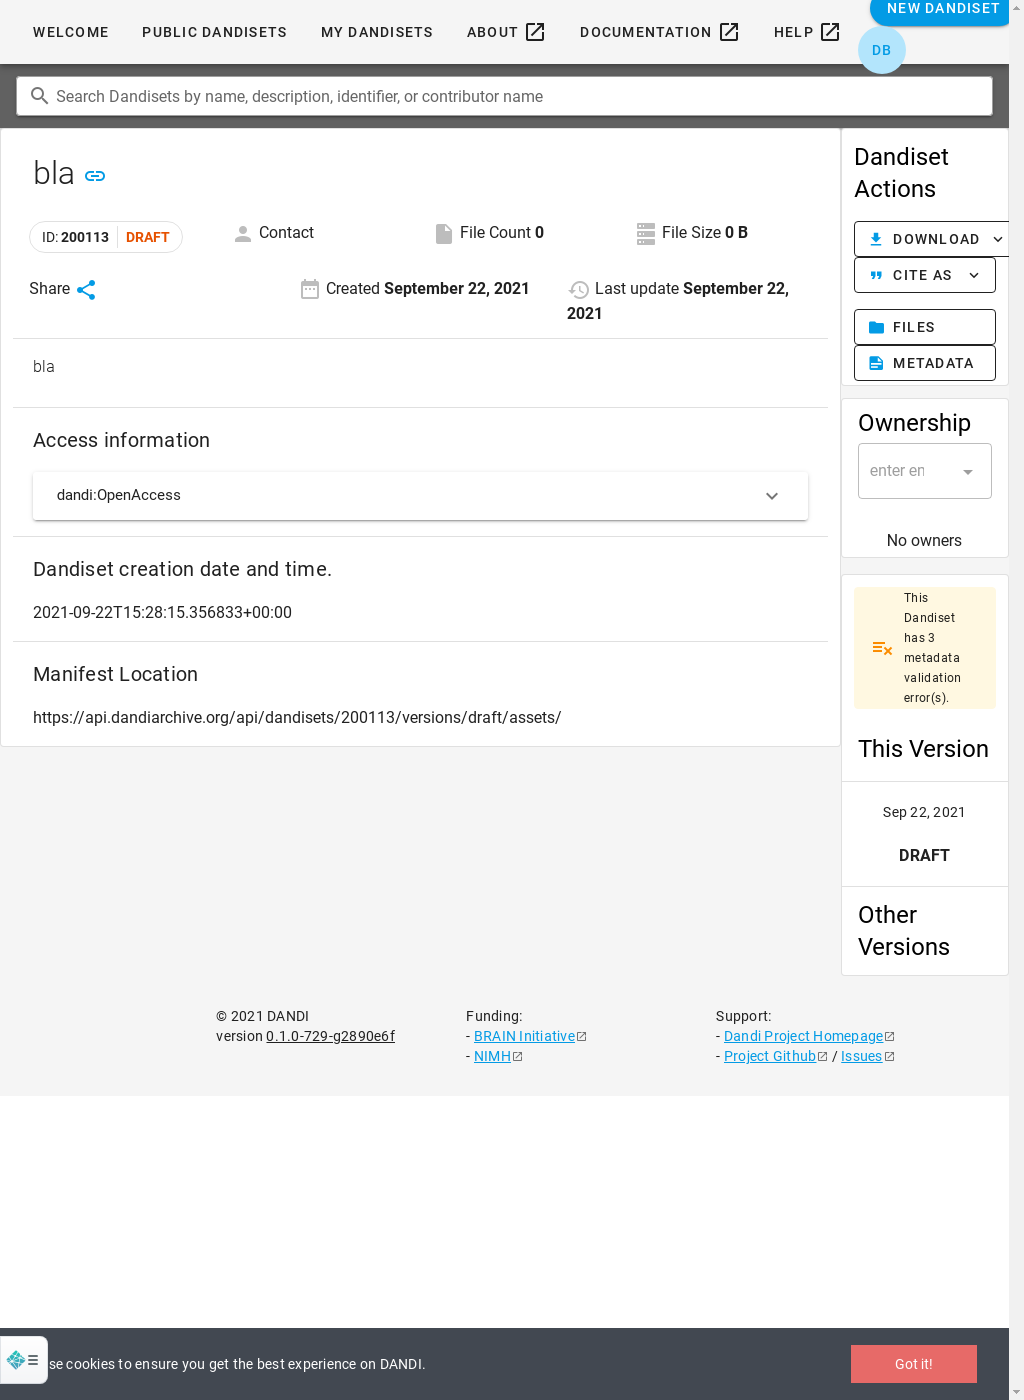 WELCOME
PUBLIC DANDISETS
MY DANDISETS
ABOUT
DOCUMENTATION
HELP
NEW DANDISET
DB
Search Dandisets by name, description, identifier, or contributor name
bla
ID: 200113 DRAFT
Contact
File Count 0
File Size 0 B
Share
Created September 22, 2021
Last update September 22,
2021
bla
Access information
dandi:OpenAccess
Dandiset creation date and time.
2021-09-22T15:28:15.356833+00:00
Manifest Location
https://api.dandiarchive.org/api/dandisets/200113/versions/draft/assets/
Dandiset
Actions
DOWNLOAD
CITE AS
FILES
METADATA
Ownership
enter
No owners
This
Dandiset
has 3
metadata
validation
error(s).
This Version
Sep 22, 2021
DRAFT
Other
Versions
© 2021 DANDI
version 0.1.0-729-g2890e6f
Funding:
- BRAIN Initiative
- NIMH
Support:
- Dandi Project Homepage
- Project Github / Issues
cookies to ensure you get the best experience on DANDI.
Got it!